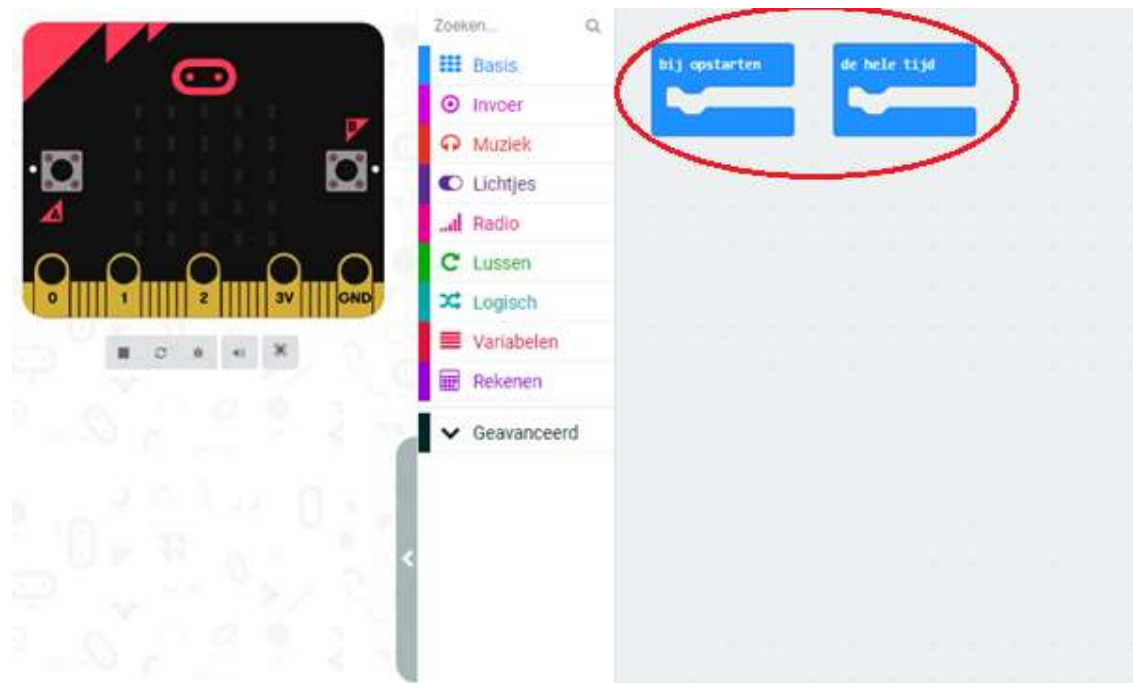 B
A
0 1 2 3V GND
Zoeken...
Basis
Invoer
Muziek
Lichtjes
Radio
Lussen
Logisch
Variabelen
Rekenen
Geavanceerd
bij opstarten
de hele tijd